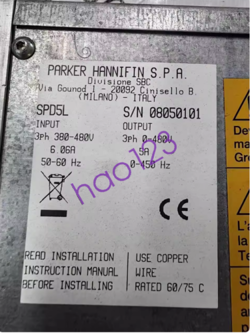 PARKER HANNIFIN S.P.A.
Divisione SBC
Via Gounod 1 - 20092 Cinisello B.
(MILANO) - ITALY
SPD5L S/N 08050101
INPUT OUTPUT
3ph 380-480V 3ph 0-480V
6.06A 5A
50-60 Hz 0-450 Hz
hao123
CE
READ INSTALLATION USE COPPER
INSTRUCTION MANUAL WIRE
BEFORE INSTALLING RATED 60/75 C